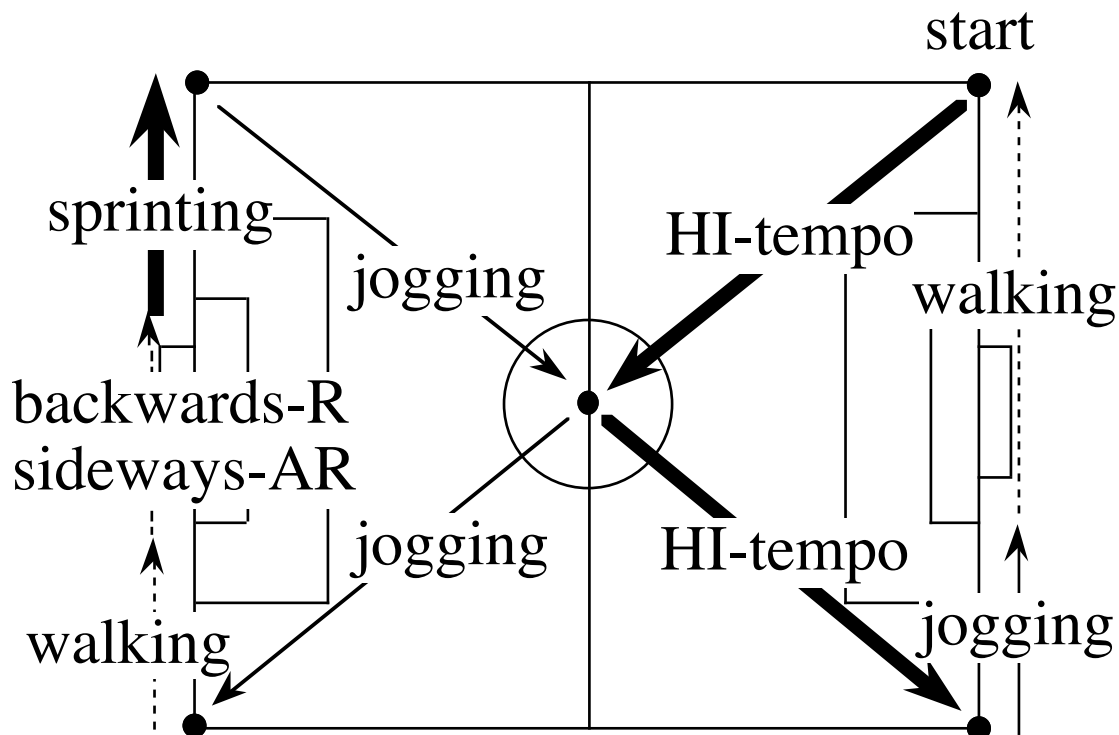 start
sprinting
HI-tempo
jogging
walking
backwards-R
sideways-AR
jogging
HI-tempo
walking
jogging